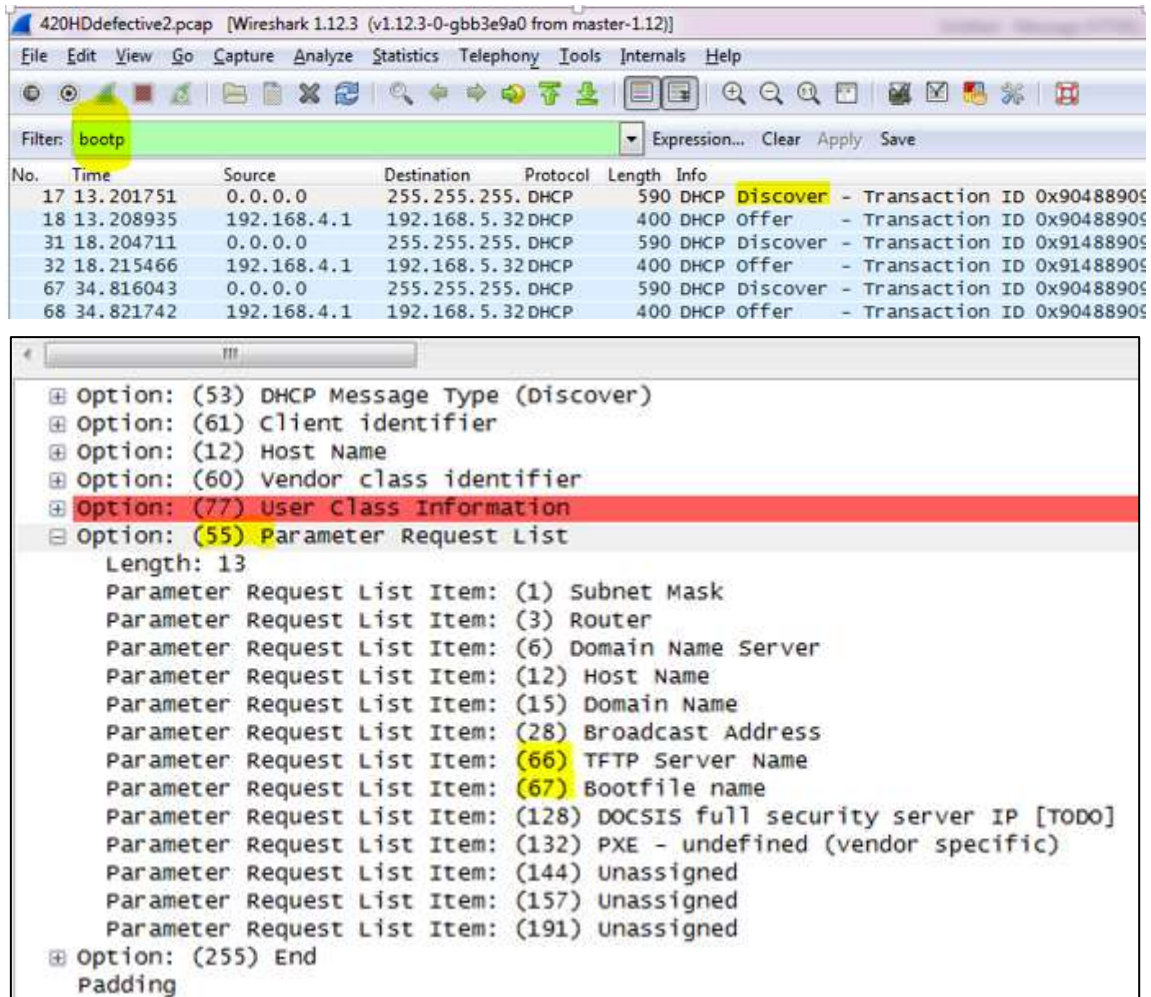 420HDdefective2.pcap [Wireshark 1.12.3 (v1.12.3-0-gbb3e9a0 from master-1.12)]
File Edit View Go Capture Analyze Statistics Telephony Tools Internals Help
Filter: bootp Expression... Clear Apply Save
No. Time Source Destination Protocol Length Info
17 13.201751 0.0.0.0 255.255.255. DHCP 590 DHCP Discover - Transaction ID 0x90488909
18 13.208935 192.168.4.1 192.168.5.32 DHCP 400 DHCP Offer - Transaction ID 0x90488909
31 18.204711 0.0.0.0 255.255.255. DHCP 590 DHCP Discover - Transaction ID 0x91488909
32 18.215466 192.168.4.1 192.168.5.32 DHCP 400 DHCP Offer - Transaction ID 0x91488909
67 34.816043 0.0.0.0 255.255.255. DHCP 590 DHCP Discover - Transaction ID 0x90488909
68 34.821742 192.168.4.1 192.168.5.32 DHCP 400 DHCP Offer - Transaction ID 0x90488909
Option: (53) DHCP Message Type (Discover)
Option: (61) Client identifier
Option: (12) Host Name
Option: (60) Vendor class identifier
Option: (77) User Class Information
Option: (55) Parameter Request List
Length: 13
Parameter Request List Item: (1) Subnet Mask
Parameter Request List Item: (3) Router
Parameter Request List Item: (6) Domain Name Server
Parameter Request List Item: (12) Host Name
Parameter Request List Item: (15) Domain Name
Parameter Request List Item: (28) Broadcast Address
Parameter Request List Item: (66) TFTP Server Name
Parameter Request List Item: (67) Bootfile name
Parameter Request List Item: (128) DOCSIS full security server IP [TODO]
Parameter Request List Item: (132) PXE - undefined (vendor specific)
Parameter Request List Item: (144) Unassigned
Parameter Request List Item: (157) Unassigned
Parameter Request List Item: (191) Unassigned
Option: (255) End
Padding